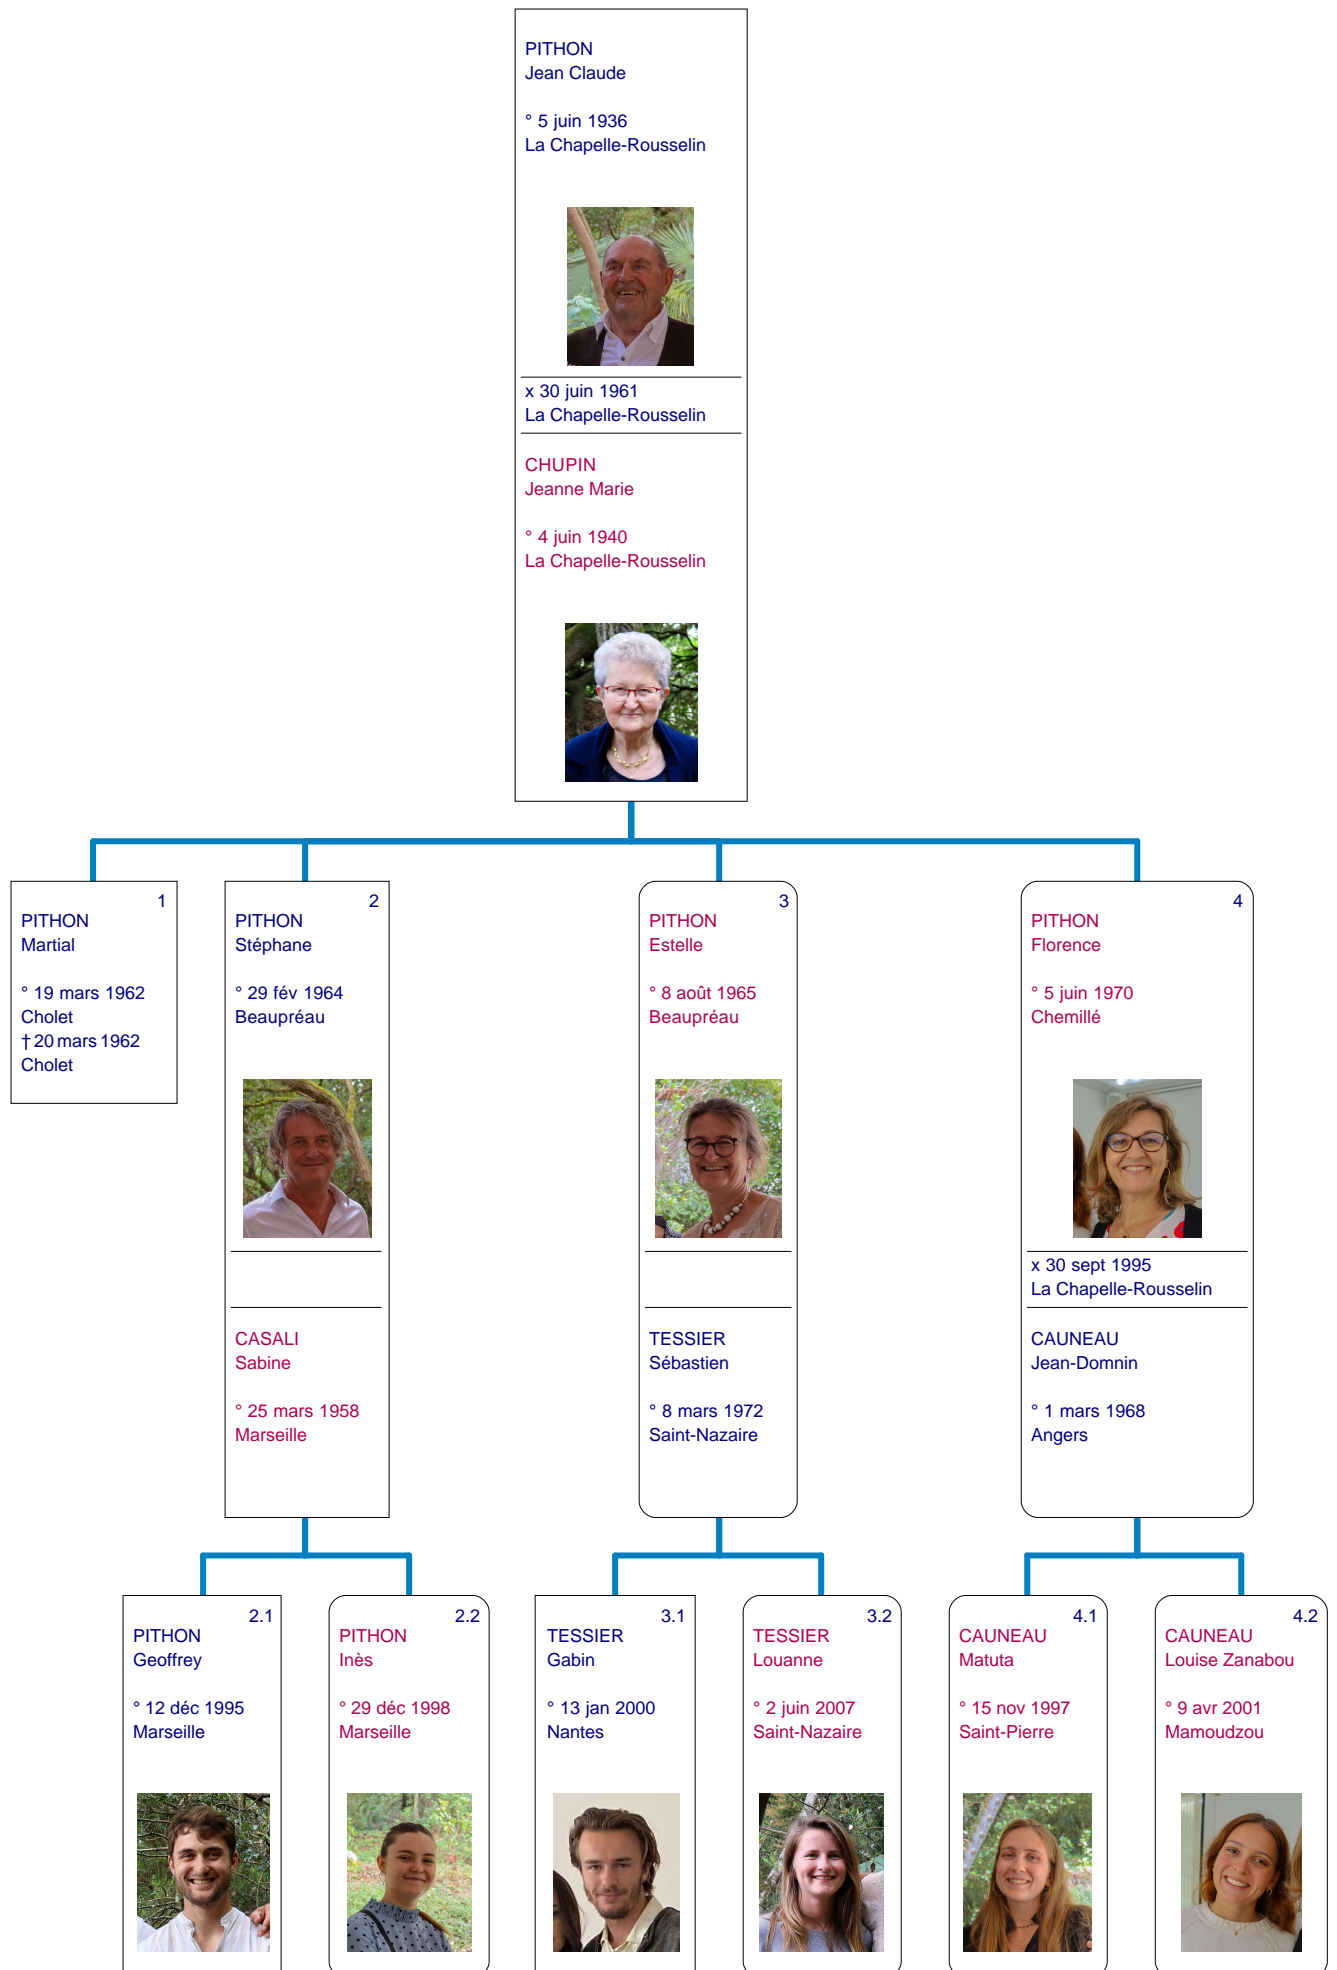 PITHON
Jean Claude
° 5 juin 1936
La Chapelle-Rousselin
x 30 juin 1961
La Chapelle-Rousselin
CHUPIN
Jeanne Marie
° 4 juin 1940
La Chapelle-Rousselin
1
PITHON
Martial
° 19 mars 1962
Cholet
† 20 mars 1962
Cholet
2
PITHON
Stéphane
° 29 fév 1964
Beaupréau
CASALI
Sabine
° 25 mars 1958
Marseille
3
PITHON
Estelle
° 8 août 1965
Beaupréau
TESSIER
Sébastien
° 8 mars 1972
Saint-Nazaire
4
PITHON
Florence
° 5 juin 1970
Chemillé
x 30 sept 1995
La Chapelle-Rousselin
CAUNEAU
Jean-Domnin
° 1 mars 1968
Angers
2.1
PITHON
Geoffrey
° 12 déc 1995
Marseille
2.2
PITHON
Inès
° 29 déc 1998
Marseille
3.1
TESSIER
Gabin
° 13 jan 2000
Nantes
3.2
TESSIER
Louanne
° 2 juin 2007
Saint-Nazaire
4.1
CAUNEAU
Matuta
° 15 nov 1997
Saint-Pierre
4.2
CAUNEAU
Louise Zanabou
° 9 avr 2001
Mamoudzou